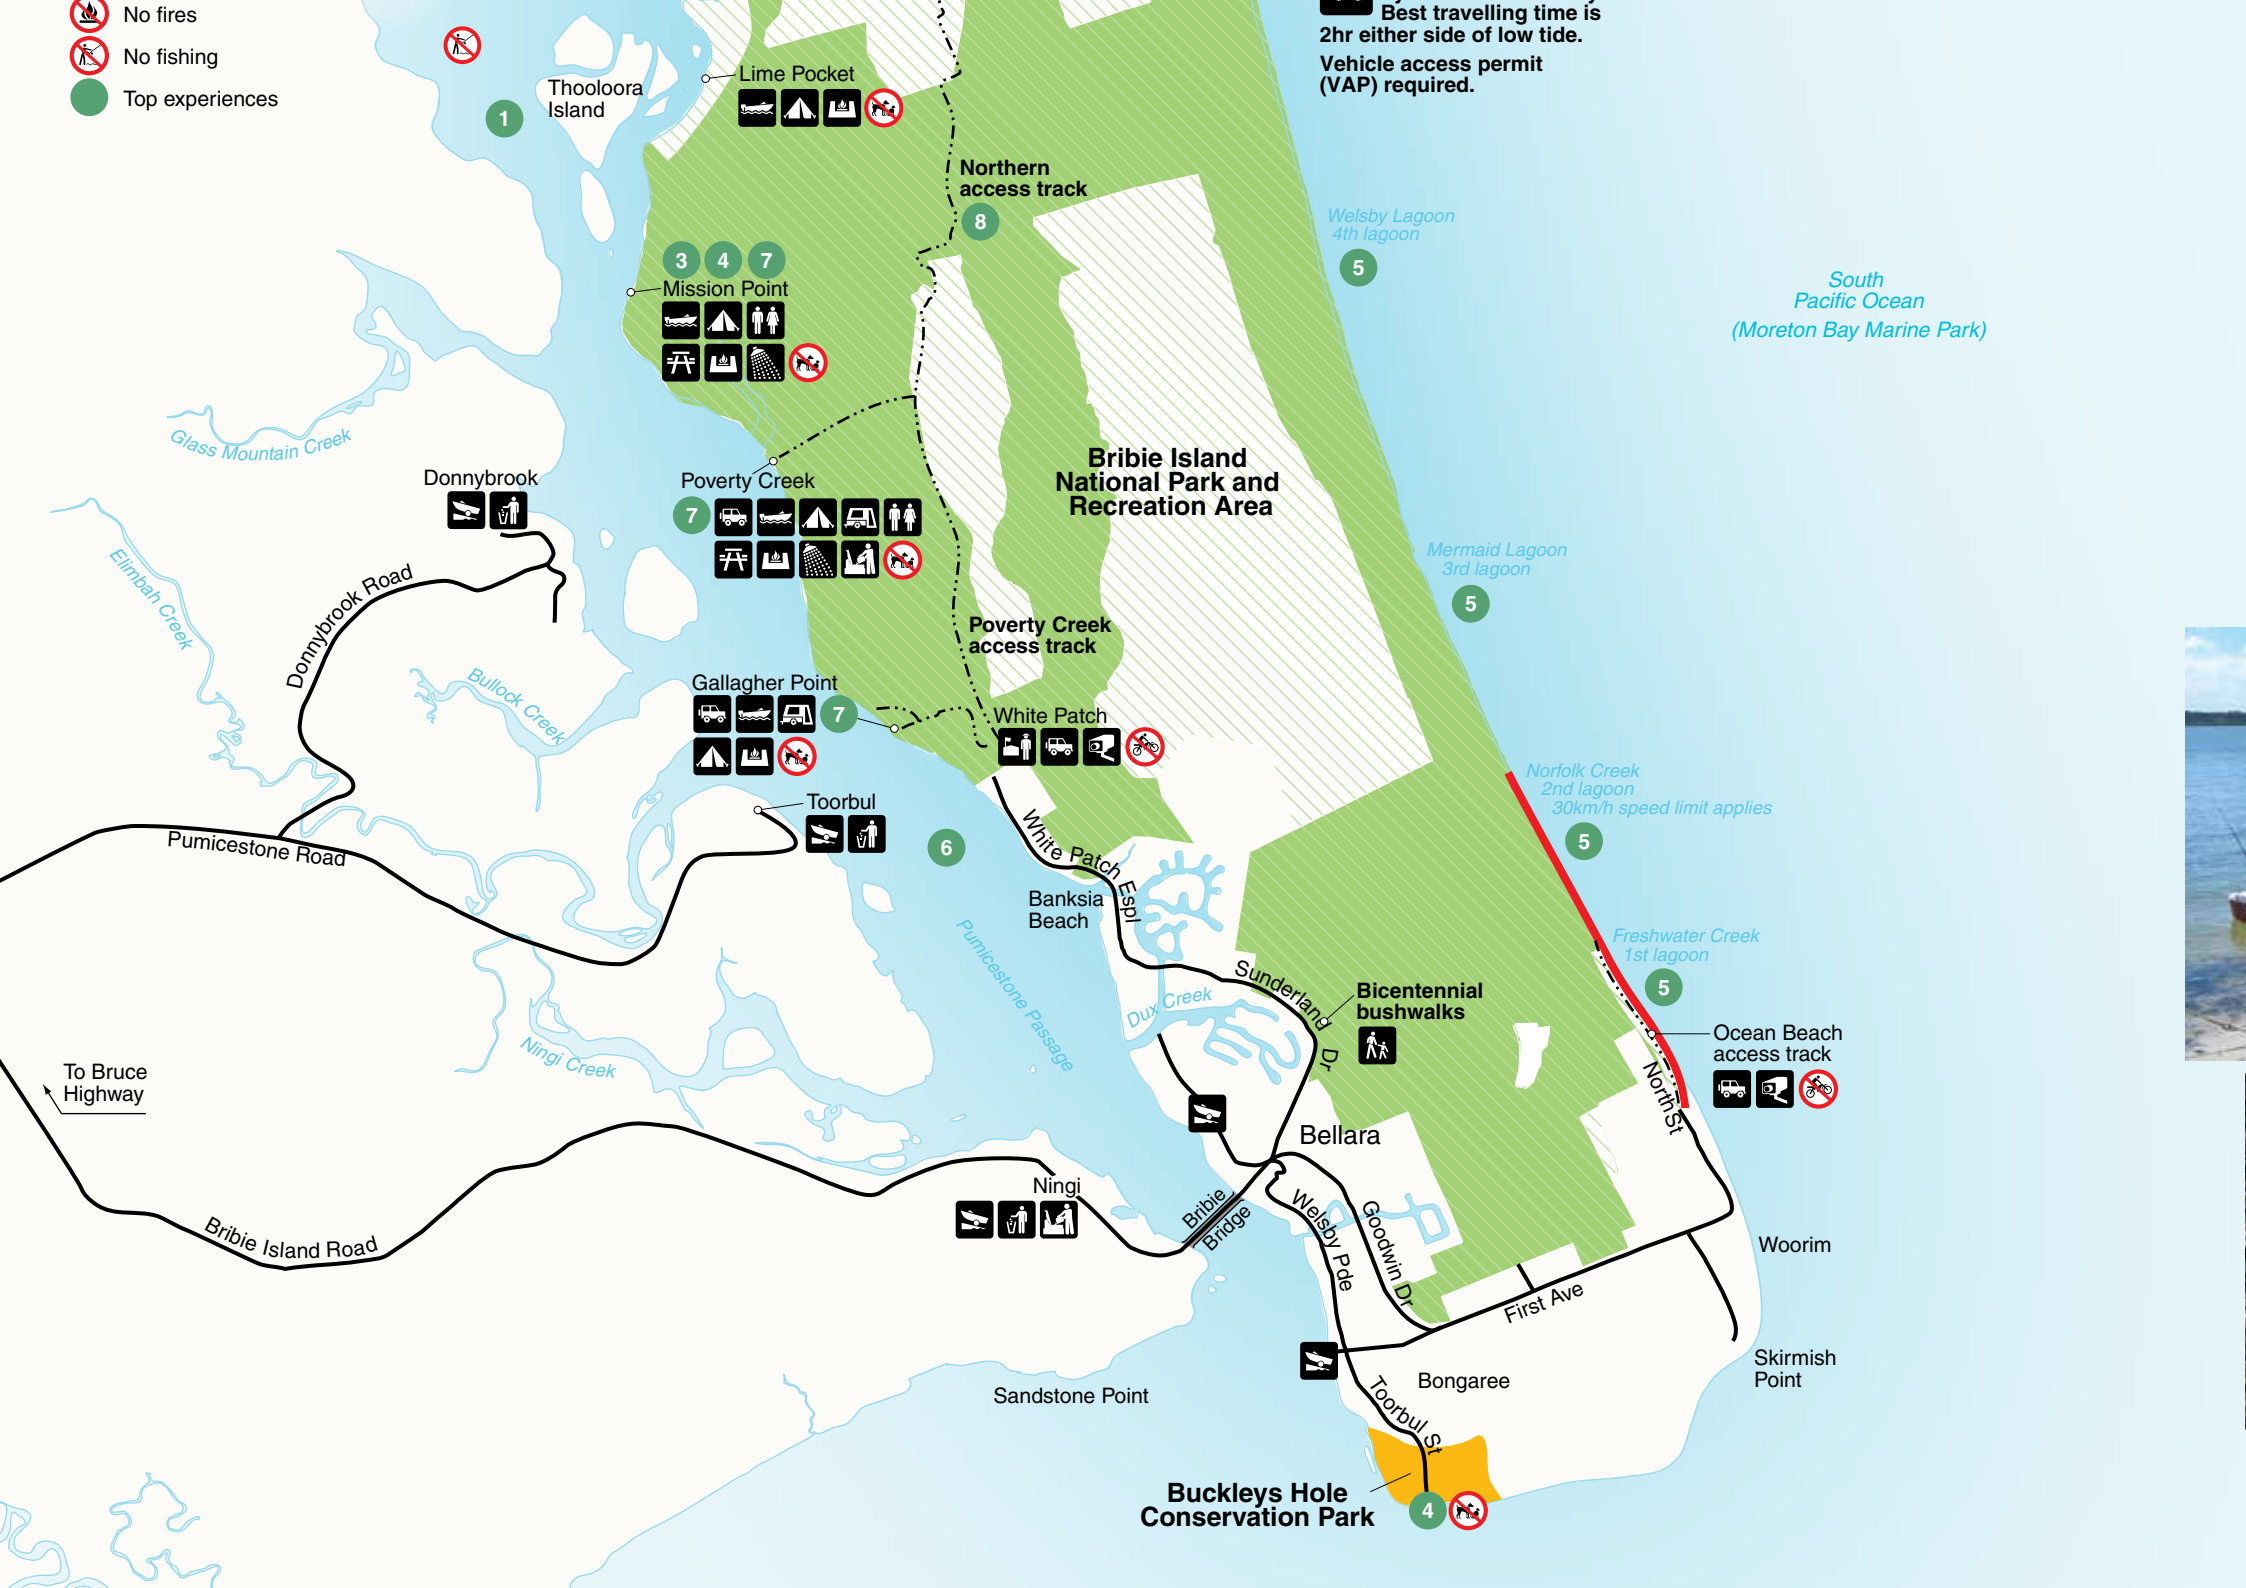 No fires
No fishing
Top experiences
Best travelling time is
2hr either side of low tide.
Vehicle access permit
(VAP) required.
Thooloora
Island
1
Lime Pocket
Northern
access track
8
Welsby Lagoon
4th lagoon
5
South
Pacific Ocean
(Moreton Bay Marine Park)
3 4 7
Mission Point
Glass Mountain Creek
Donnybrook
Poverty Creek
7
Bribie Island
National Park and
Recreation Area
Mermaid Lagoon
3rd lagoon
5
Elimbah Creek
Donnybrook Road
Bullock Creek
Poverty Creek
access track
Gallagher Point
7
White Patch
Norfolk Creek
2nd lagoon
30km/h speed limit applies
5
Toorbul
6
Pumicestone Road
White Patch Espl
Banksia
Beach
Pumicestone Passage
Freshwater Creek
1st lagoon
5
Sunderland Dr
Bicentennial
bushwalks
Dux Creek
Ningi Creek
Ocean Beach
access track
North St
To Bruce
Highway
Bellara
Ningi
Bribie
Bridge
Welsby Pde
Goodwin Dr
Bribie Island Road
Woorim
First Ave
Skirmish
Point
Sandstone Point
Bongaree
Toorbul St
Buckleys Hole
Conservation Park
4